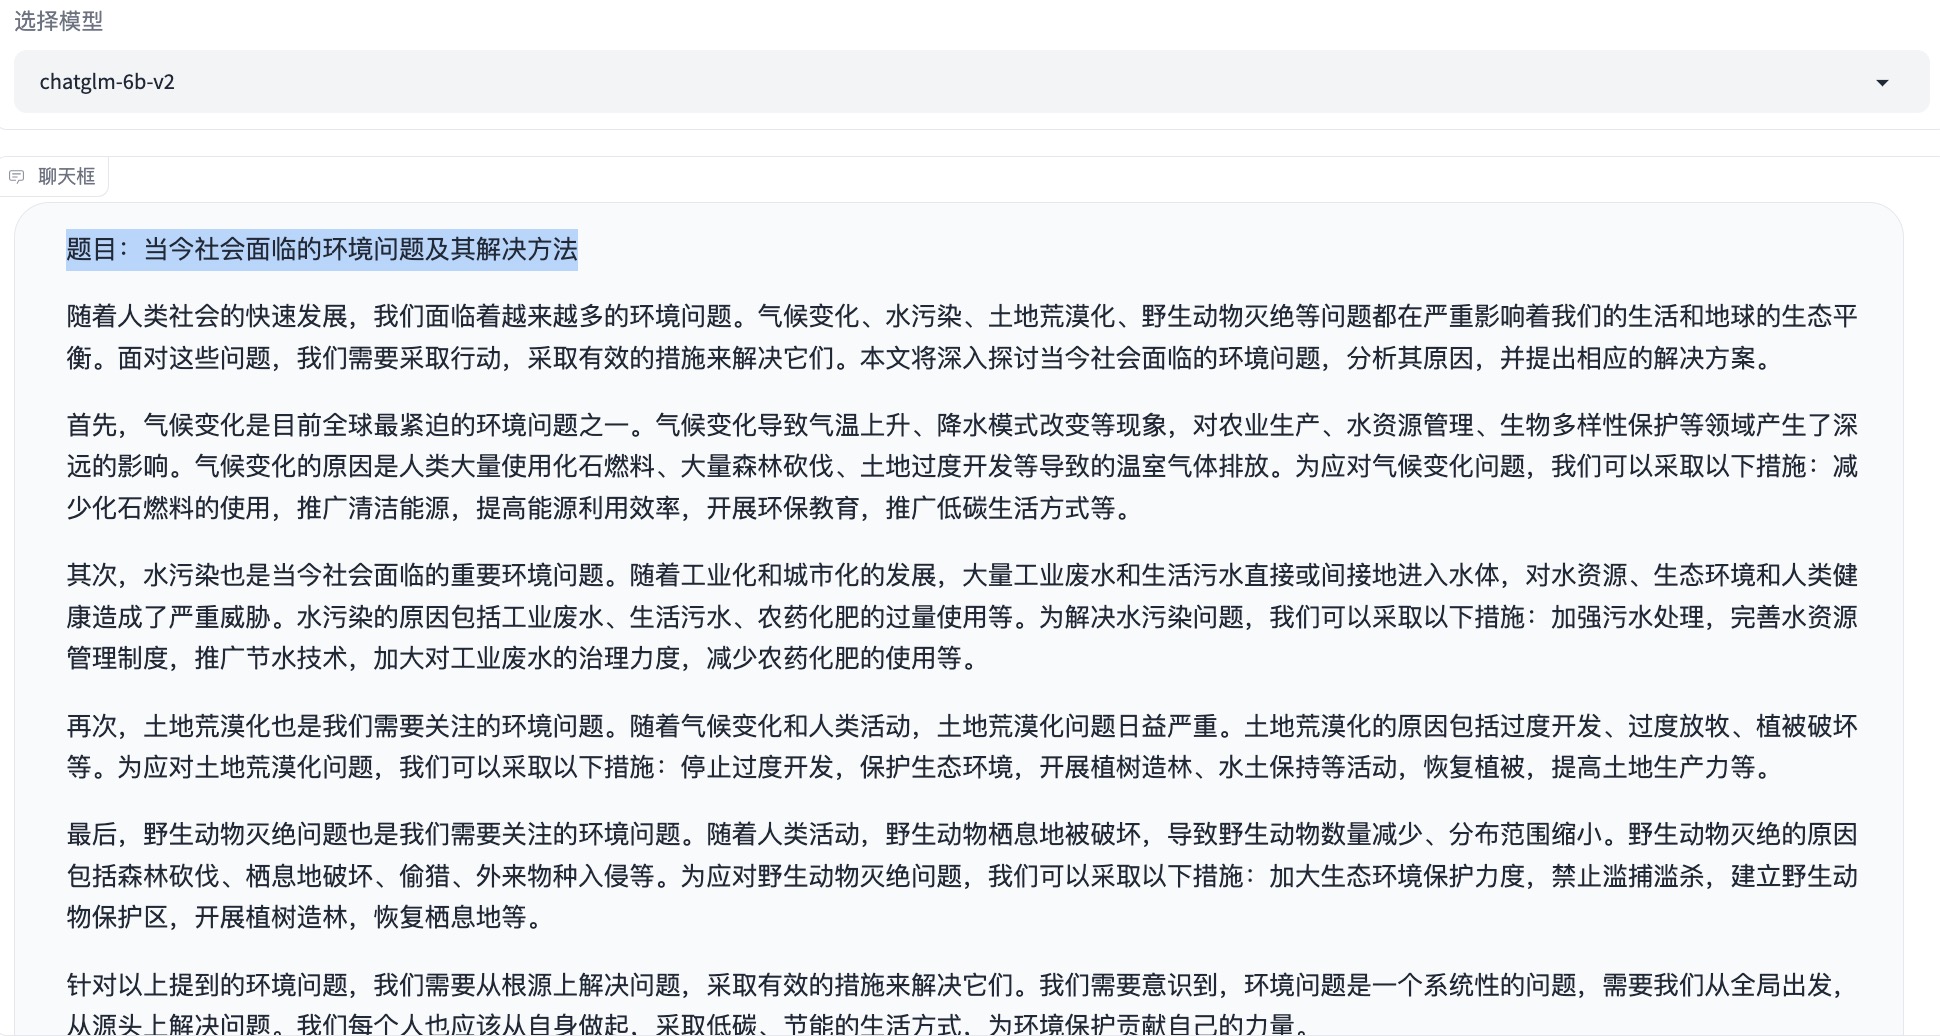 选择模型
chatglm-6b-v2
聊天框
题目：当今社会面临的环境问题及其解决方法
随着人类社会的快速发展，我们面临着越来越多的环境问题。气候变化、水污染、土地荒漠化、野生动物灭绝等问题都在严重影响着我们的生活和地球的生态平
衡。面对这些问题，我们需要采取行动，采取有效的措施来解决它们。本文将深入探讨当今社会面临的环境问题，分析其原因，并提出相应的解决方案。
首先，气候变化是目前全球最紧迫的环境问题之一。气候变化导致气温上升、降水模式改变等现象，对农业生产、水资源管理、生物多样性保护等领域产生了深
远的影响。气候变化的原因是人类大量使用化石燃料、大量森林砍伐、土地过度开发等导致的温室气体排放。为应对气候变化问题，我们可以采取以下措施：减
少化石燃料的使用，推广清洁能源，提高能源利用效率，开展环保教育，推广低碳生活方式等。
其次，水污染也是当今社会面临的重要环境问题。随着工业化和城市化的发展，大量工业废水和生活污水直接或间接地进入水体，对水资源、生态环境和人类健
康造成了严重威胁。水污染的原因包括工业废水、生活污水、农药化肥的过量使用等。为解决水污染问题，我们可以采取以下措施：加强污水处理，完善水资源
管理制度，推广节水技术，加大对工业废水的治理力度，减少农药化肥的使用等。
再次，土地荒漠化也是我们需要关注的环境问题。随着气候变化和人类活动，土地荒漠化问题日益严重。土地荒漠化的原因包括过度开发、过度放牧、植被破坏
等。为应对土地荒漠化问题，我们可以采取以下措施：停止过度开发，保护生态环境，开展植树造林、水土保持等活动，恢复植被，提高土地生产力等。
最后，野生动物灭绝问题也是我们需要关注的环境问题。随着人类活动，野生动物栖息地被破坏，导致野生动物数量减少、分布范围缩小。野生动物灭绝的原因
包括森林砍伐、栖息地破坏、偷猎、外来物种入侵等。为应对野生动物灭绝问题，我们可以采取以下措施：加大生态环境保护力度，禁止滥捕滥杀，建立野生动
物保护区，开展植树造林，恢复栖息地等。
针对以上提到的环境问题，我们需要从根源上解决问题，采取有效的措施来解决它们。我们需要意识到，环境问题是一个系统性的问题，需要我们从全局出发，
从源头上解决问题。我们每个人也应该从自身做起，采取低碳、节能的生活方式，为环境保护贡献自己的力量。